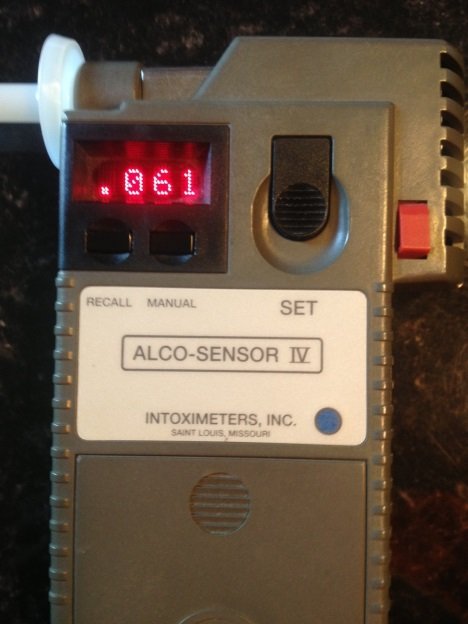 .061
RECALL MANUAL SET
ALCO-SENSOR IV
INTOXIMETERS, INC.
SAINT LOUIS, MISSOURI